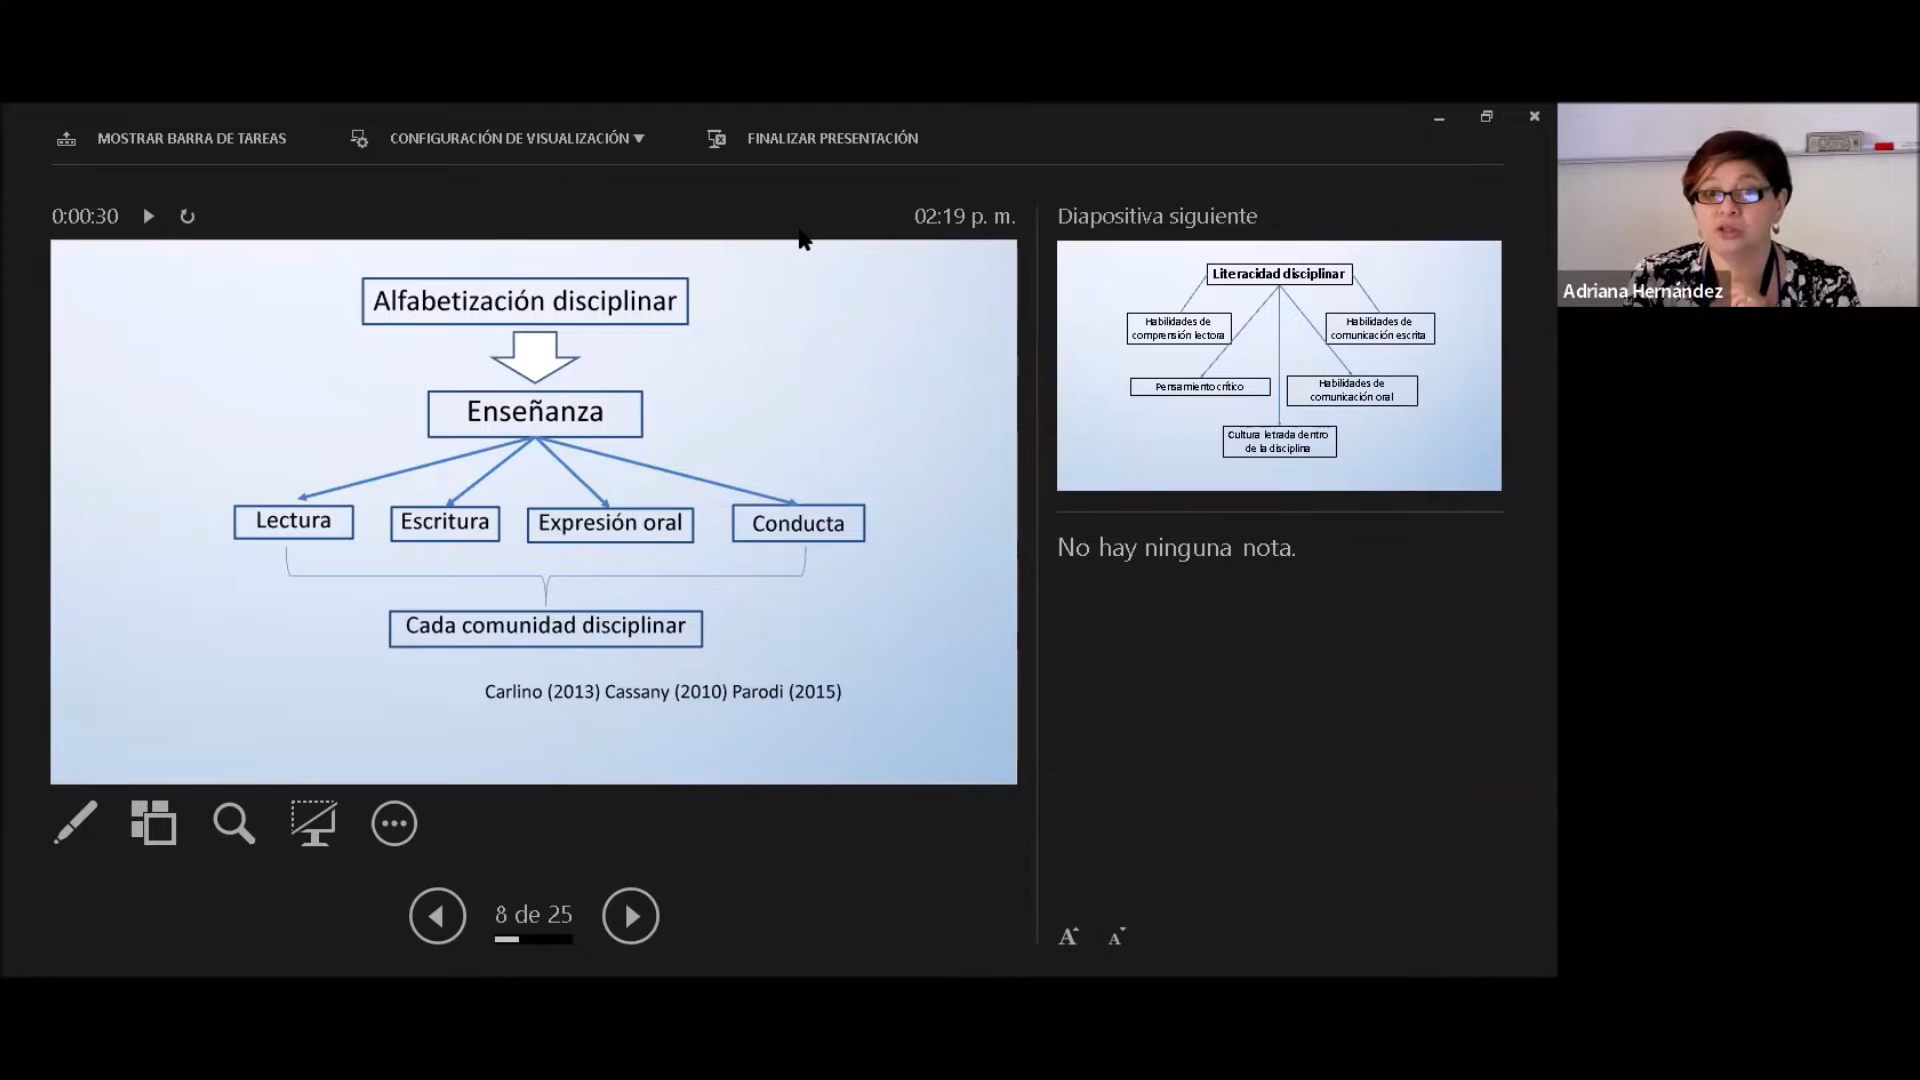 MOSTRAR BARRA DE TAREAS
CONFIGURACIÓN DE VISUALIZACIÓN
FINALIZAR PRESENTACIÓN
0:00:30
02:19 p. m.
Alfabetización disciplinar
Enseñanza
Lectura
Escritura
Expresión oral
Conducta
Cada comunidad disciplinar
Carlino (2013) Cassany (2010) Parodi (2015)
8 de 25
Diapositiva siguiente
Literacidad disciplinar
Habilidades de
comprensión lectora
Habilidades de
comunicación escrita
Pensamiento crítico
Habilidades de
comunicación oral
Cultura letrada dentro
de la disciplina
No hay ninguna nota.
A A
Adriana Hernández